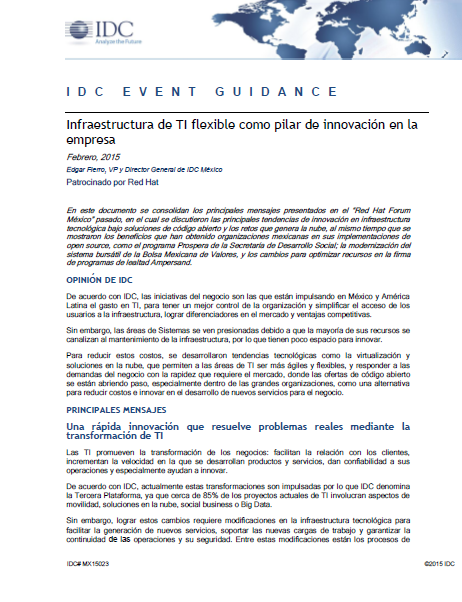 IDC
Analyze the Future
IDC EVENT GUIDANCE
Infraestructura de TI flexible como pilar de innovación en la
empresa
Febrero, 2015
Edgar Fierro, VP y Director General de IDC México
Patrocinado por Red Hat
En este documento se consolidan los principales mensajes presentados en el "Red Hat Forum
México" pasado, en el cual se discutieron las principales tendencias de innovación en infraestructura
tecnológica bajo soluciones de código abierto y los retos que genera la nube, al mismo tiempo que se
mostraron los beneficios que han obtenido organizaciones mexicanas en sus implementaciones de
open source, como el programa Prospera de la Secretaría de Desarrollo Social; la modernización del
sistema bursátil de la Bolsa Mexicana de Valores, y los cambios para optimizar recursos en la firma
de programas de lealtad Ampersand.
OPINIÓN DE IDC
De acuerdo con IDC, las iniciativas del negocio son las que están impulsando en México y América
Latina el gasto en TI, para tener un mejor control de la organización y simplificar el acceso de los
usuarios a la infraestructura, lograr diferenciadores en el mercado y ventajas competitivas.
Sin embargo, las áreas de Sistemas se ven presionadas debido a que la mayoría de sus recursos se
canalizan al mantenimiento de la infraestructura, por lo que tienen poco espacio para innovar.
Para reducir estos costos, se desarrollaron tendencias tecnológicas como la virtualización y
soluciones en la nube, que permiten a las áreas de TI ser más ágiles y flexibles, y responder a las
demandas del negocio con la rapidez que requiere el mercado, donde las ofertas de código abierto
se están abriendo paso, especialmente dentro de las grandes organizaciones, como una alternativa
para reducir costos e innovar en el desarrollo de nuevos servicios para el negocio.
PRINCIPALES MENSAJES
Una rápida innovación que resuelve problemas reales mediante la
transformación de TI
Las TI promueven la transformación de los negocios: facilitan la relación con los clientes,
incrementan la velocidad en la que se desarrollan productos y servicios, dan confiabilidad a sus
operaciones y especialmente ayudan a innovar.
De acuerdo con IDC, actualmente estas transformaciones son impulsadas por lo que IDC denomina
la Tercera Plataforma, ya que cerca de 85% de los proyectos actuales de TI involucran aspectos de
movilidad, soluciones en la nube, social business o Big Data.
Sin embargo, lograr estos cambios requiere modificaciones en la infraestructura tecnológica para
facilitar la generación de nuevos servicios, soportar las nuevas cargas de trabajo y garantizar la
continuidad de las operaciones y su seguridad. Entre estas modificaciones están los procesos de
IDC# MX15023 ©2015 IDC